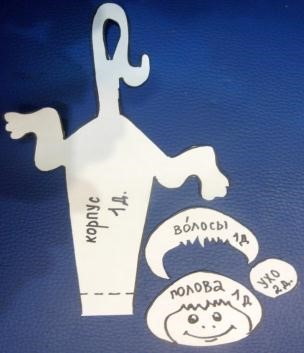 корпус
1д.
волосы
1д
голова
1д
ухо
2д.